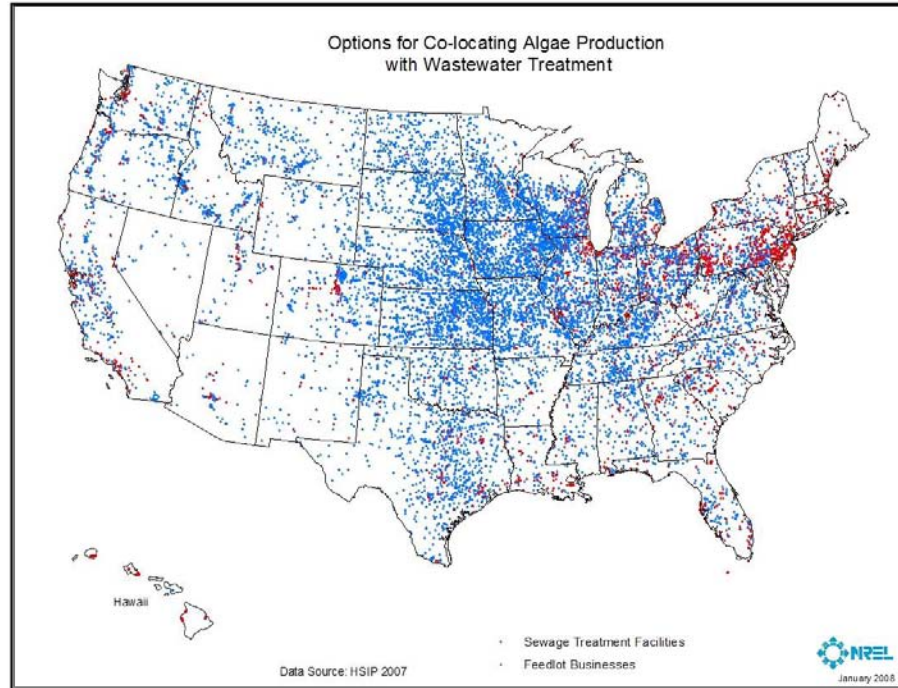 Options for Co-locating Algae Production
with Wastewater Treatment
Hawaii
Sewage Treatment Facilities
Feedlot Businesses
Data Source: HSIP 2007
NREL
January 2008